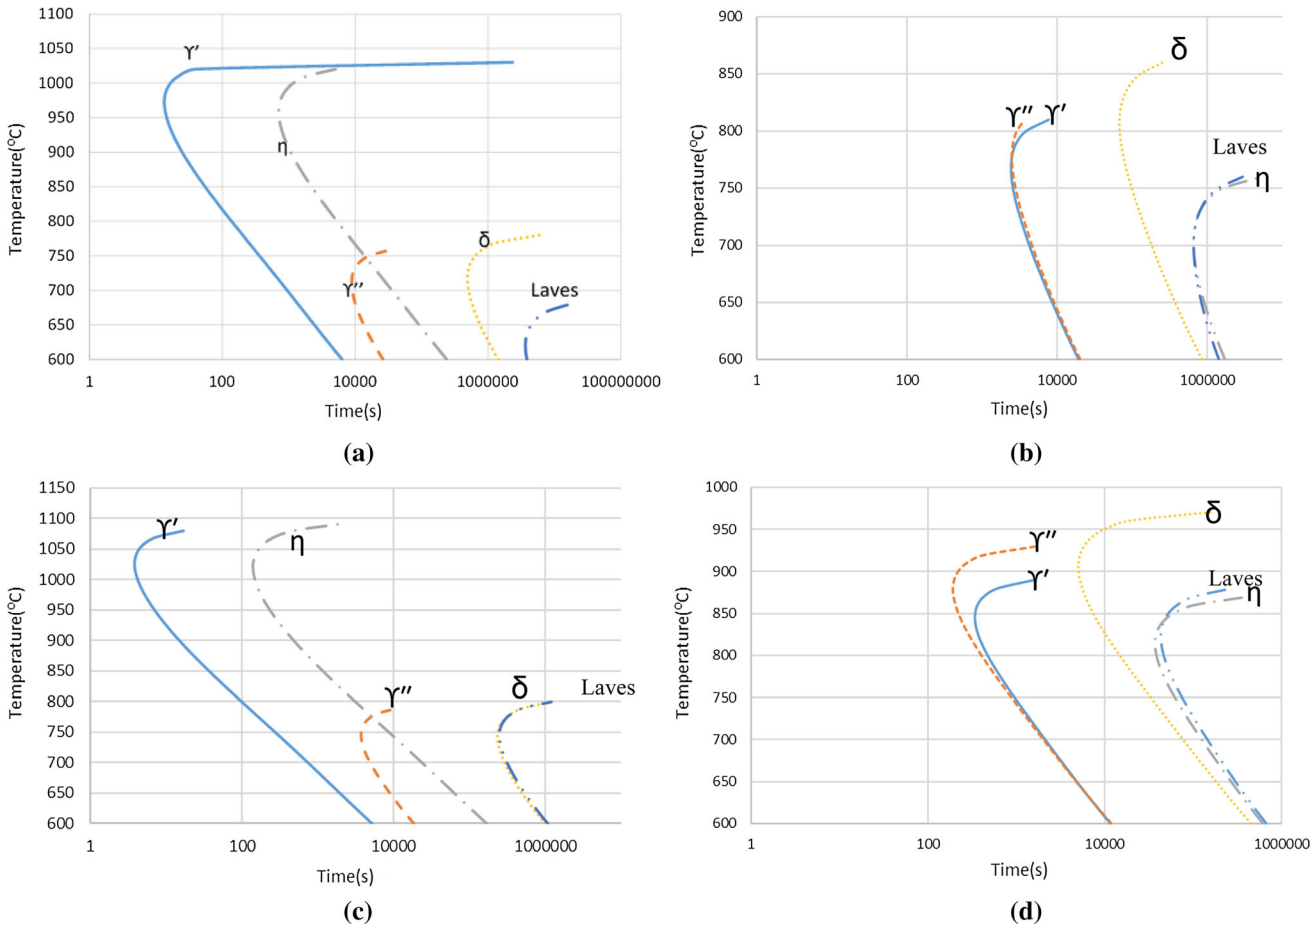 1100
1050
1000
950
900
850
800
750
700
650
600
Temperature(°C)
ϒ′
η
ϒ′′
δ
Laves
1
100
10000
1000000
100000000
Time(s)
(a)
900
850
800
750
700
650
600
Temperature(°C)
δ
ϒ′′
ϒ′
Laves
η
1
100
10000
1000000
Time(s)
(b)
1150
1100
1050
1000
950
900
850
800
750
700
650
600
Temperature(°C)
ϒ′
η
ϒ′′
δ
Laves
1
100
10000
1000000
Time(s)
(c)
1000
950
900
850
800
750
700
650
600
Temperature(°C)
δ
ϒ′′
ϒ′
Laves
η
1
100
10000
1000000
Time(s)
(d)